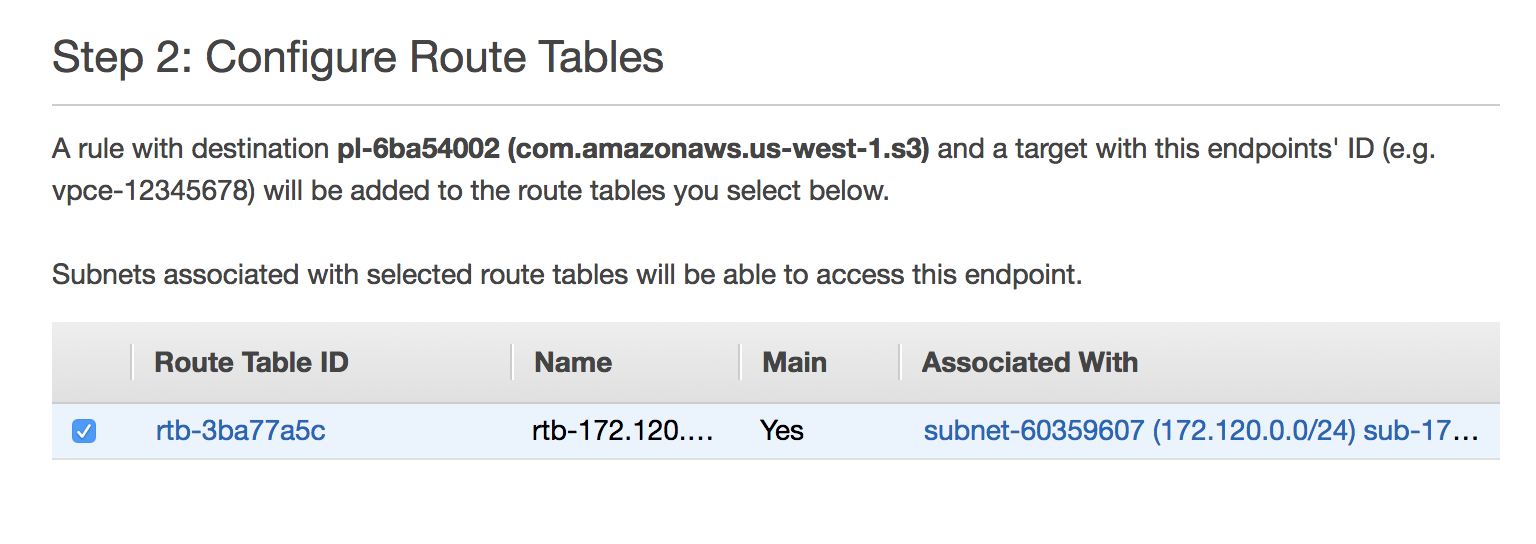 Step 2: Configure Route Tables
A rule with destination pl-6ba54002 (com.amazonaws.us-west-1.s3) and a target with this endpoints' ID (e.g.
vpce-12345678) will be added to the route tables you select below.
Subnets associated with selected route tables will be able to access this endpoint.
Route Table ID Name Main Associated With
rtb-3ba77a5c rtb-172.120.… Yes subnet-60359607 (172.120.0.0/24) sub-17…